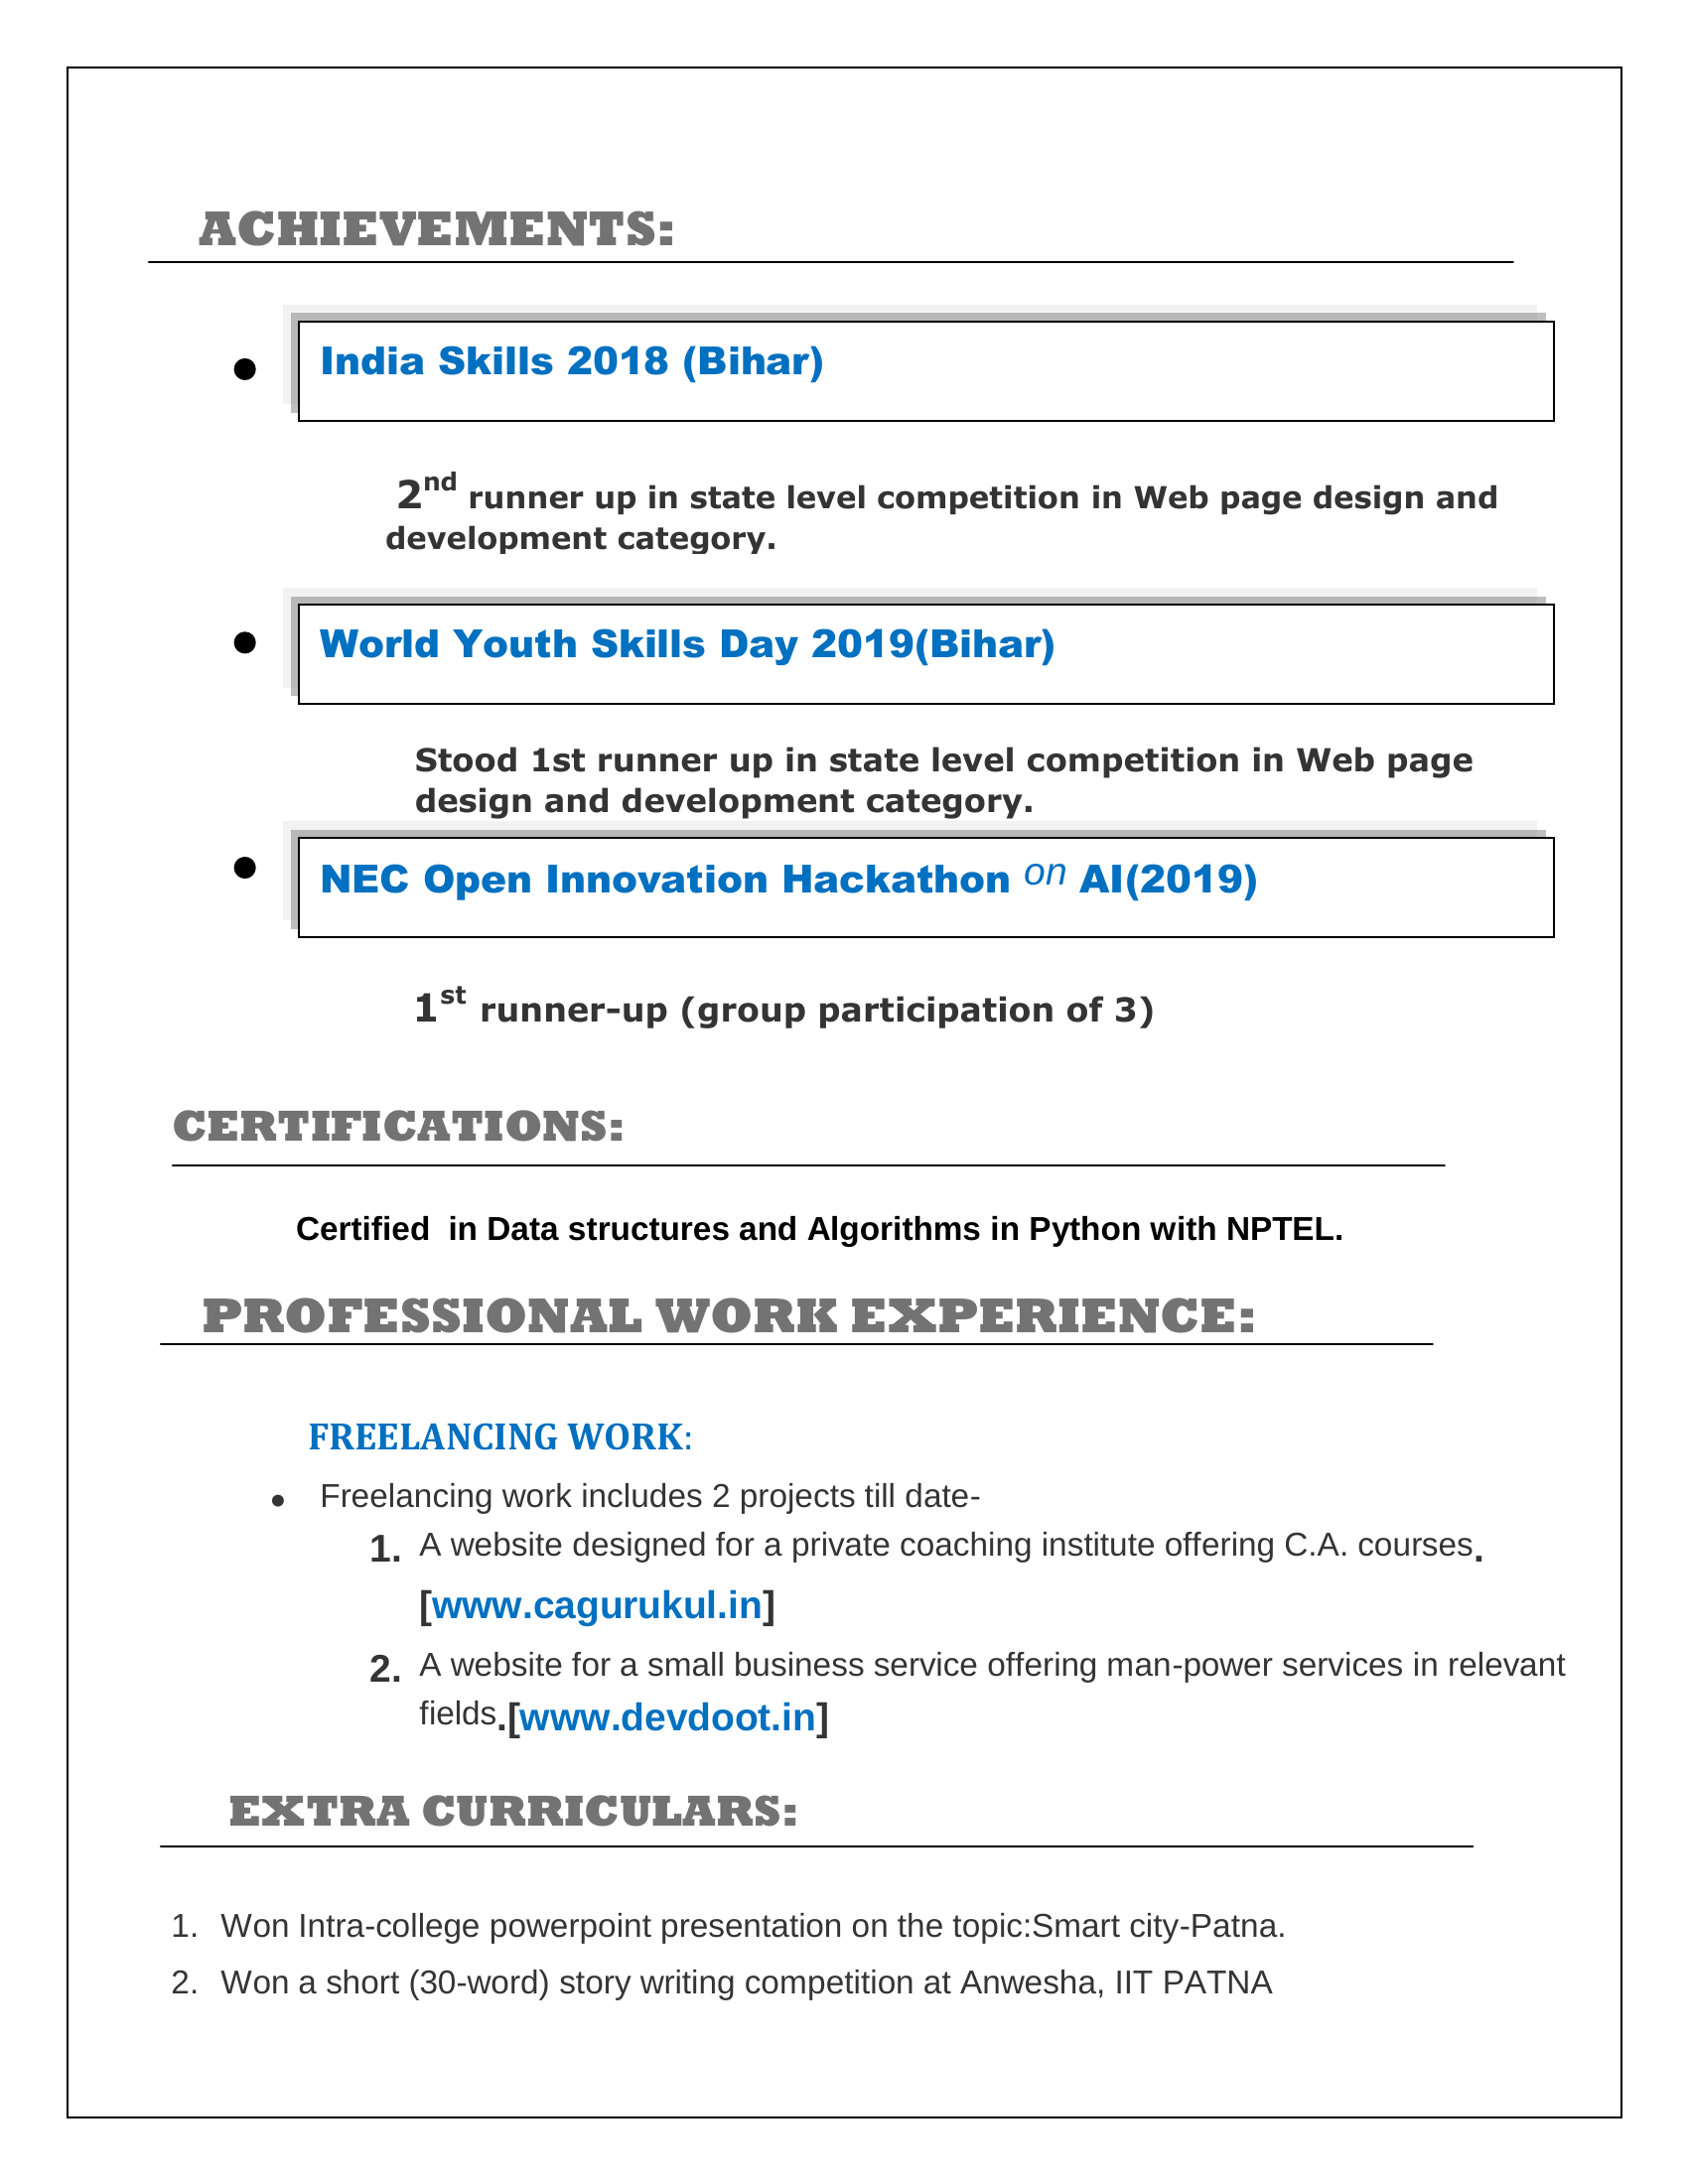 ACHIEVEMENTS:
• India Skills 2018 (Bihar)
2nd runner up in state level competition in Web page design and
development category.
• World Youth Skills Day 2019(Bihar)
Stood 1st runner up in state level competition in Web page
design and development category.
• NEC Open Innovation Hackathon on AI(2019)
1st runner-up (group participation of 3)
CERTIFICATIONS:
Certified  in Data structures and Algorithms in Python with NPTEL.
PROFESSIONAL WORK EXPERIENCE:
FREELANCING WORK:
• Freelancing work includes 2 projects till date-
1. A website designed for a private coaching institute offering C.A. courses.
[www.cagurukul.in]
2. A website for a small business service offering man-power services in relevant
fields.[www.devdoot.in]
EXTRA CURRICULARS:
1. Won Intra-college powerpoint presentation on the topic:Smart city-Patna.
2. Won a short (30-word) story writing competition at Anwesha, IIT PATNA